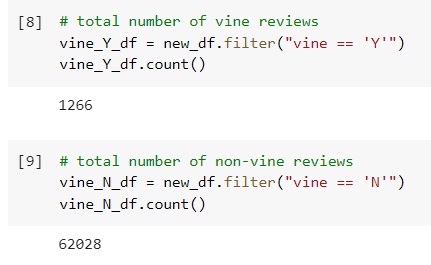 [8] # total number of vine reviews
vine_Y_df = new_df.filter("vine == 'Y'")
vine_Y_df.count()
1266
[9] # total number of non-vine reviews
vine_N_df = new_df.filter("vine == 'N'")
vine_N_df.count()
62028